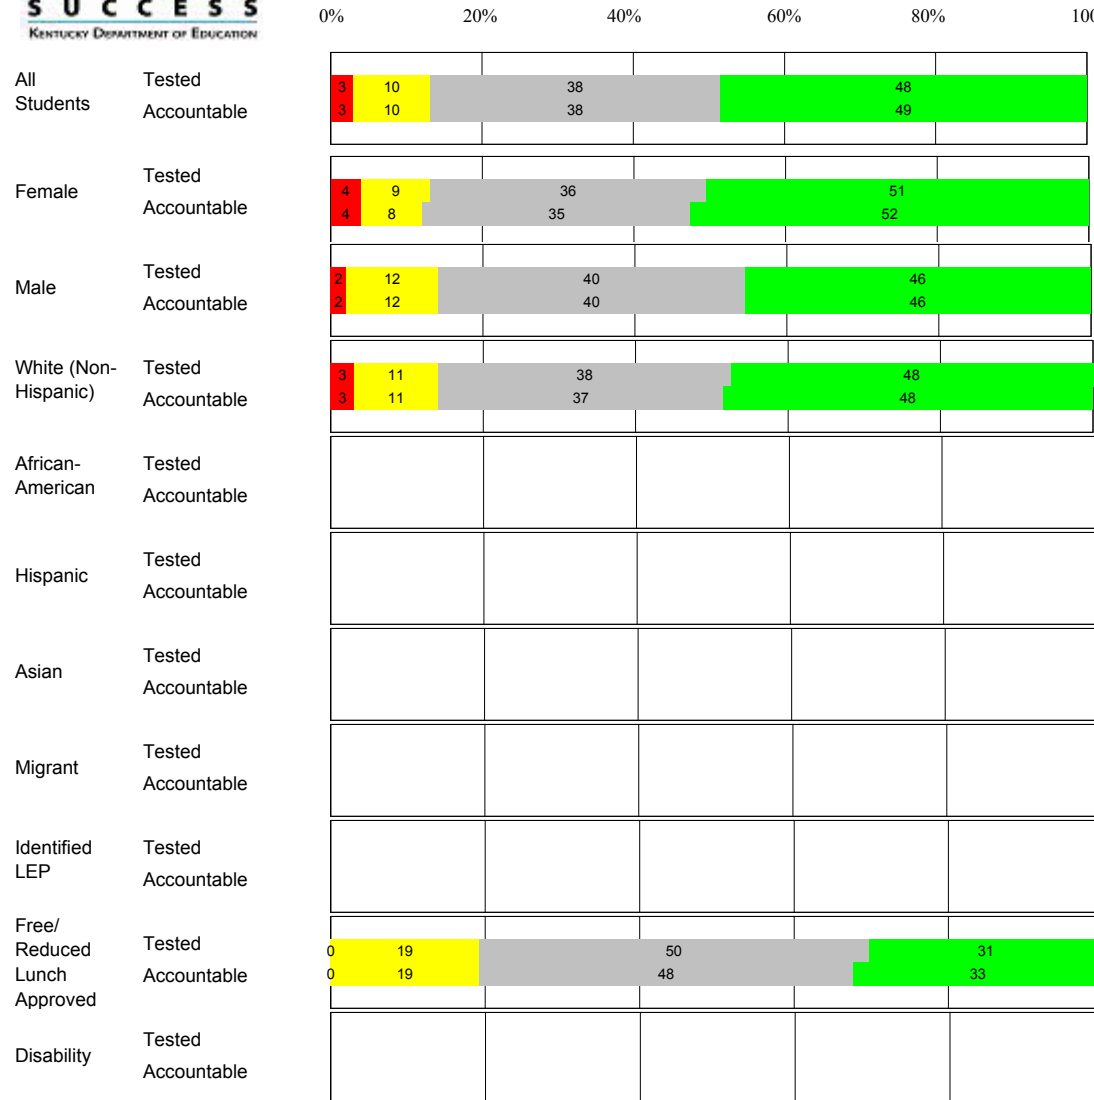 SUCCESS
KENTUCKY DEPARTMENT OF EDUCATION
0% 20% 40% 60% 80% 100
All Students
Tested 3 10 38 48
Accountable 3 10 38 49
Female
Tested 4 9 36 51
Accountable 4 8 35 52
Male
Tested 2 12 40 46
Accountable 2 12 40 46
White (Non-
Hispanic)
Tested 3 11 38 48
Accountable 3 11 37 48
African-
American
Tested
Accountable
Hispanic
Tested
Accountable
Asian
Tested
Accountable
Migrant
Tested
Accountable
Identified
LEP
Tested
Accountable
Free/
Reduced
Lunch
Approved
Tested 0 19 50 31
Accountable 0 19 48 33
Disability
Tested
Accountable